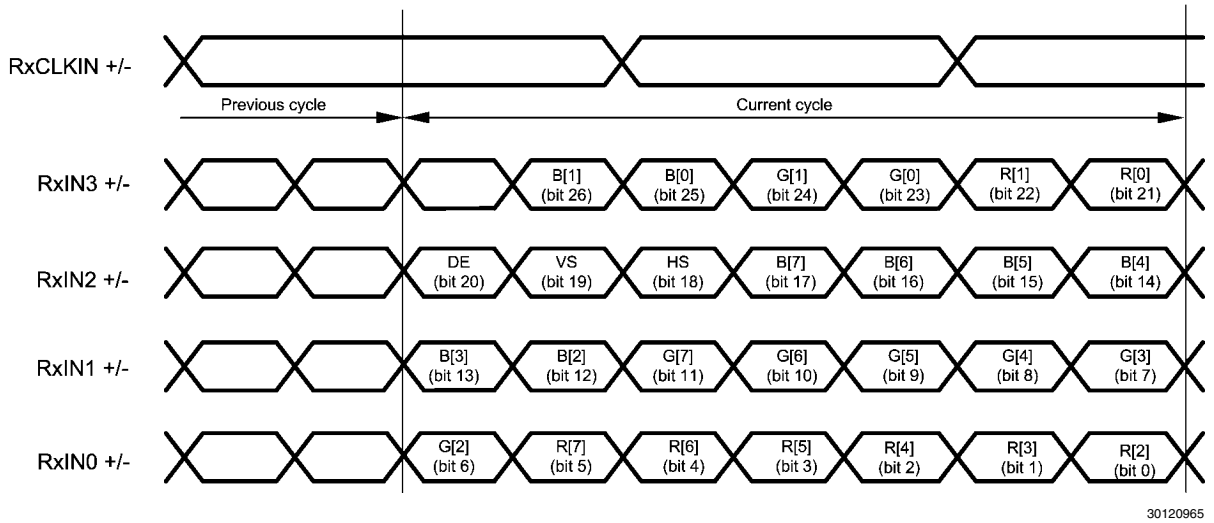 RxCLKIN +/-
Previous cycle
Current cycle
RxIN3 +/-
B[1]
(bit 26)
B[0]
(bit 25)
G[1]
(bit 24)
G[0]
(bit 23)
R[1]
(bit 22)
R[0]
(bit 21)
RxIN2 +/-
DE
(bit 20)
VS
(bit 19)
HS
(bit 18)
B[7]
(bit 17)
B[6]
(bit 16)
B[5]
(bit 15)
B[4]
(bit 14)
RxIN1 +/-
B[3]
(bit 13)
B[2]
(bit 12)
G[7]
(bit 11)
G[6]
(bit 10)
G[5]
(bit 9)
G[4]
(bit 8)
G[3]
(bit 7)
RxIN0 +/-
G[2]
(bit 6)
R[7]
(bit 5)
R[6]
(bit 4)
R[5]
(bit 3)
R[4]
(bit 2)
R[3]
(bit 1)
R[2]
(bit 0)
30120965